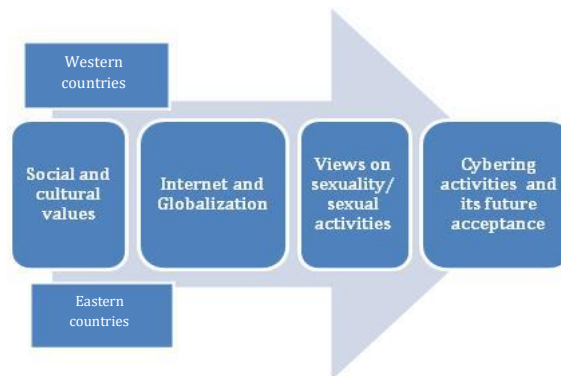 Western
countries
Social and
cultural
values
Internet and
Globalization
Views on
sexuality/
sexual
activities
Cybering
activities and
its future
acceptance
Eastern
countries